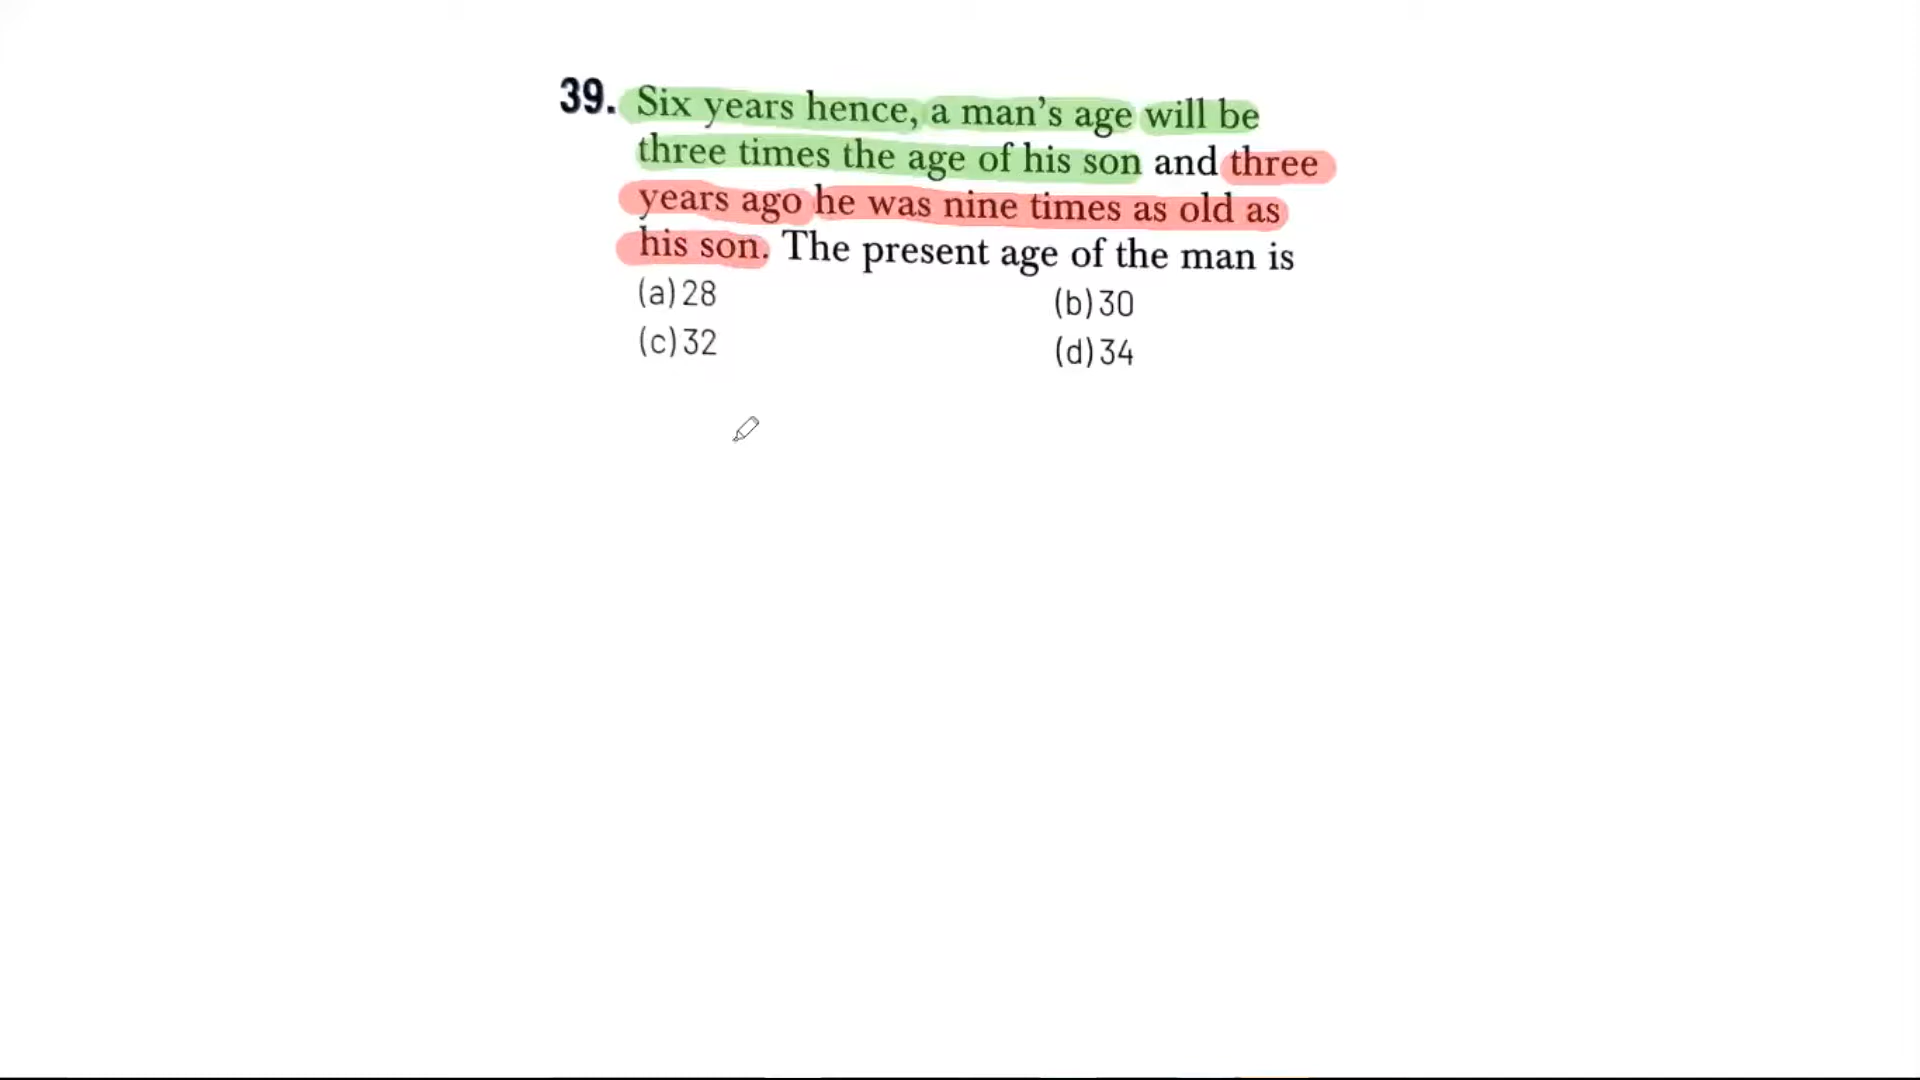 39. Six years hence, a man’s age will be
three times the age of his son and three
years ago he was nine times as old as
his son. The present age of the man is
(a) 28 (b) 30
(c) 32 (d) 34